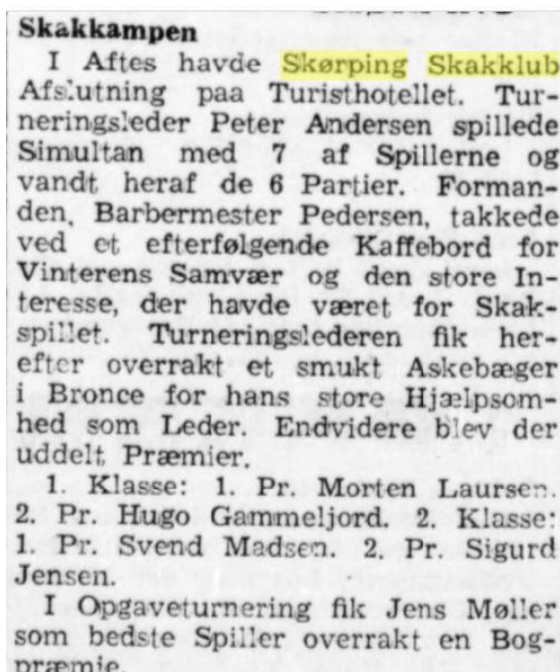 Skakkampen
I Aftes havde Skørping Skakklub
Afslutning paa Turisthotellet. Tur-
neringsleder Peter Andersen spillede
Simultan med 7 af Spillerne og
vandt heraf de 6 Partier. Forman-
den, Barbermester Pedersen, takkede
ved et efterfølgende Kaffebord for
Vinterens Samvær og den store In-
teresse, der havde været for Skak-
spillet. Turneringslederen fik her-
efter overrakt et smukt Askebæger
i Bronce for hans store Hjælpsom-
hed som Leder. Endvidere blev der
uddelt Præmier.
1. Klasse: 1. Pr. Morten Laursen.
2. Pr. Hugo Gammeljord. 2. Klasse:
1. Pr. Svend Madsen. 2. Pr. Sigurd
Jensen.
I Opgaveturnering fik Jens Møller
som bedste Spiller overrakt en Bog-
præmie.